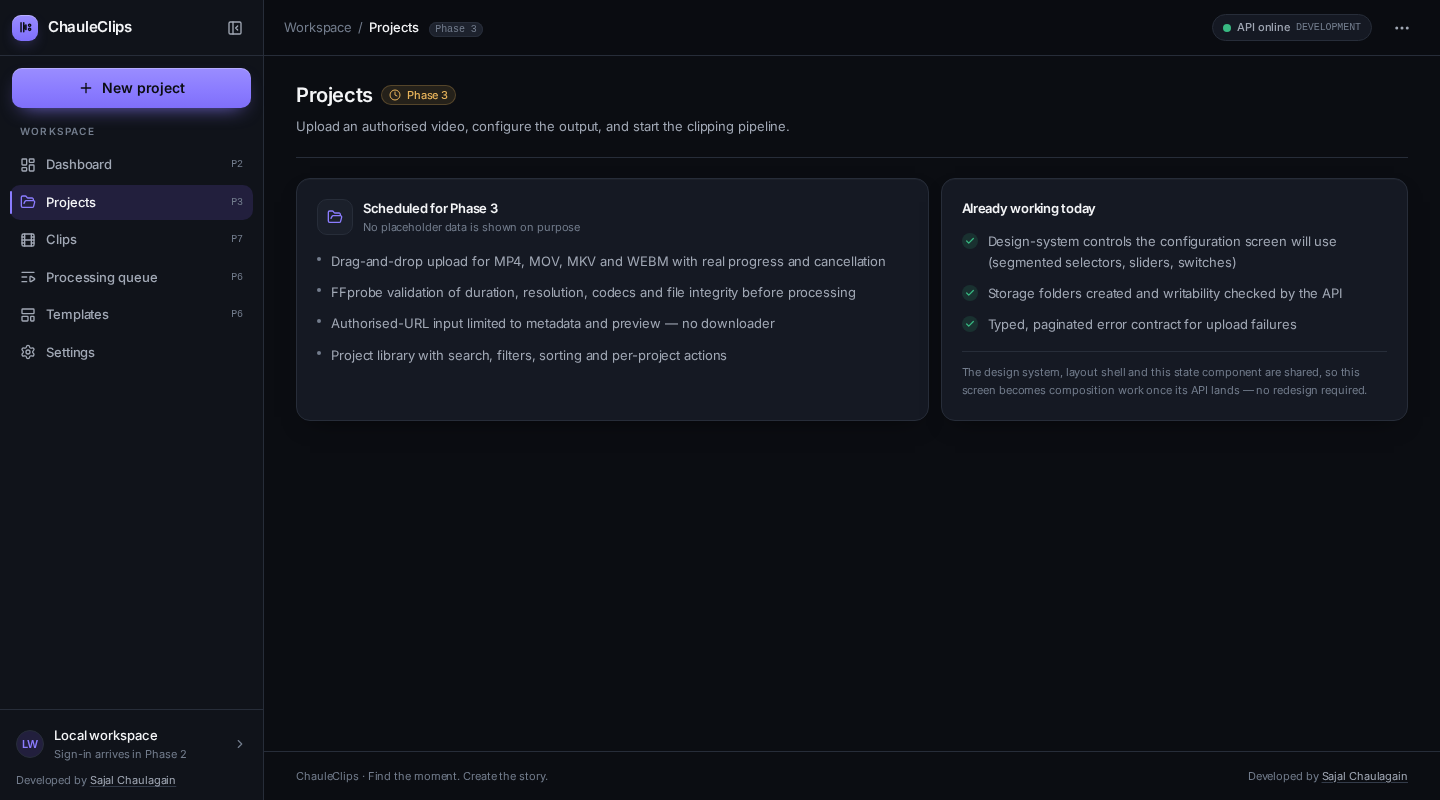 ChauleClips
New project
WORKSPACE
Dashboard P2
Projects P3
Clips P7
Processing queue P6
Templates P6
Settings
LW
Local workspace
Sign-in arrives in Phase 2
Developed by Sajal Chaulagain
Workspace / Projects Phase 3
API online DEVELOPMENT
Projects Phase 3
Upload an authorised video, configure the output, and start the clipping pipeline.
Scheduled for Phase 3
No placeholder data is shown on purpose
Drag-and-drop upload for MP4, MOV, MKV and WEBM with real progress and cancellation
FFprobe validation of duration, resolution, codecs and file integrity before processing
Authorised-URL input limited to metadata and preview — no downloader
Project library with search, filters, sorting and per-project actions
Already working today
Design-system controls the configuration screen will use
(segmented selectors, sliders, switches)
Storage folders created and writability checked by the API
Typed, paginated error contract for upload failures
The design system, layout shell and this state component are shared, so this
screen becomes composition work once its API lands — no redesign required.
ChauleClips · Find the moment. Create the story.
Developed by Sajal Chaulagain